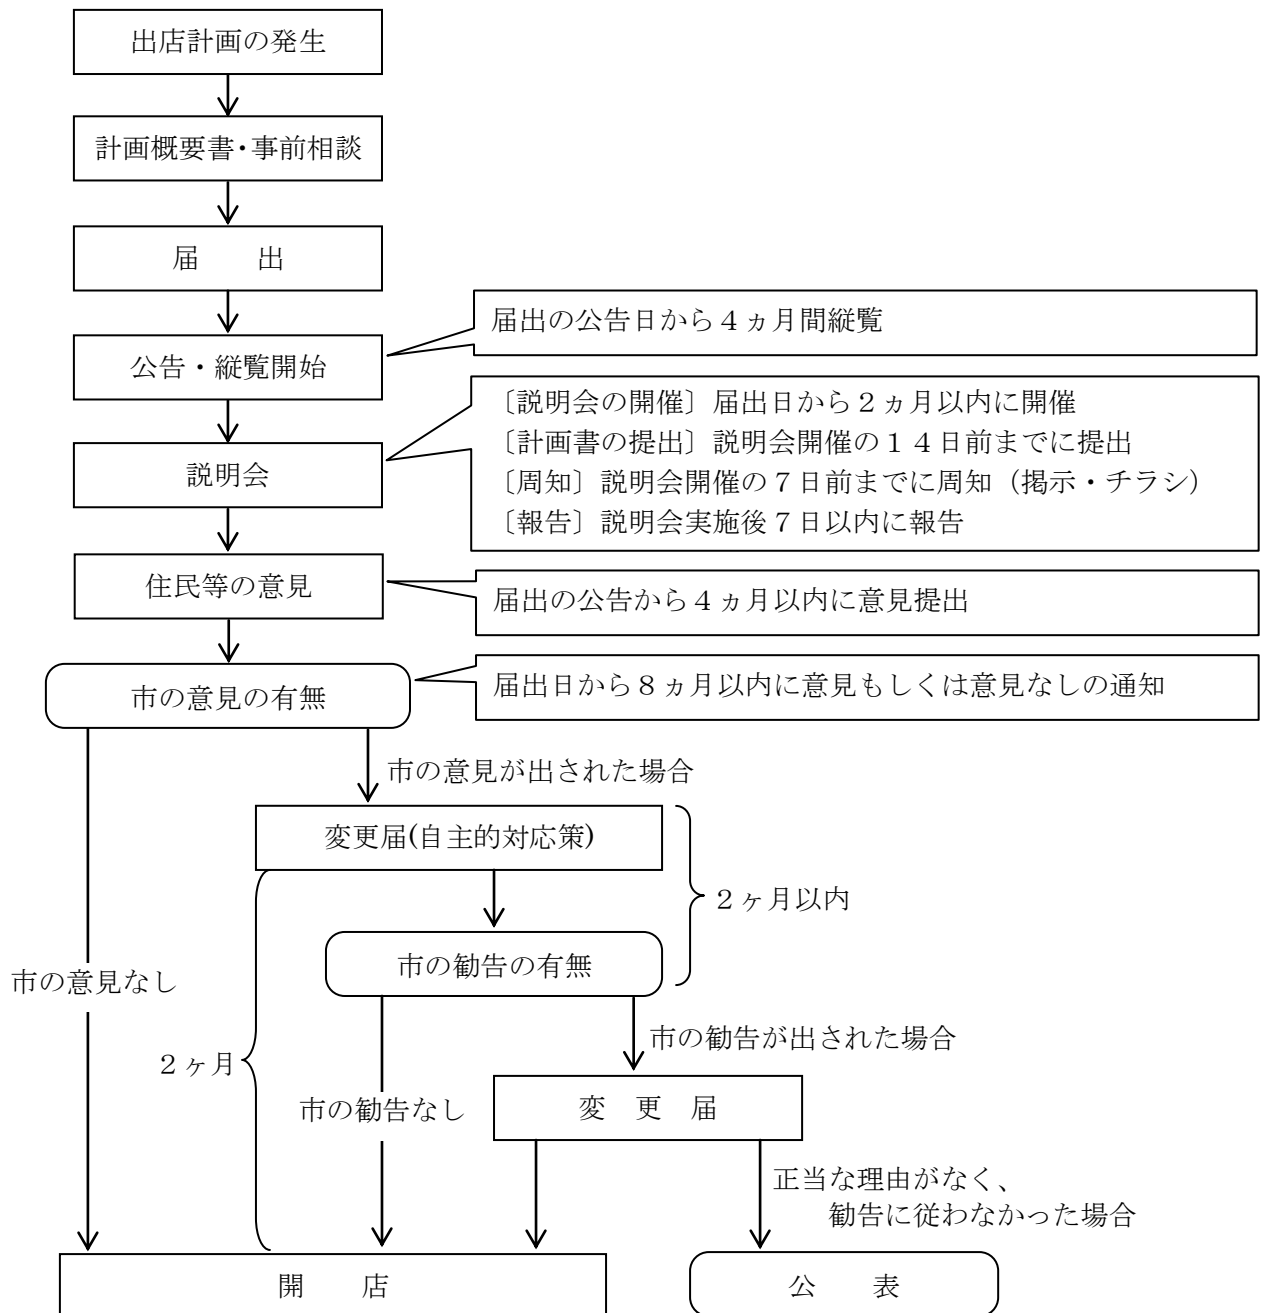 出店計画の発生
計画概要書・事前相談
届　　出
届出の公告日から４ヵ月間縦覧
公告・縦覧開始
〔説明会の開催〕届出日から２ヵ月以内に開催
〔計画書の提出〕説明会開催の１４日前までに提出
説明会
〔周知〕説明会開催の７日前までに周知（掲示・チラシ）
〔報告〕説明会実施後７日以内に報告
住民等の意見
届出の公告から４ヵ月以内に意見提出
市の意見の有無
届出日から８ヵ月以内に意見もしくは意見なしの通知
市の意見が出された場合
変更届(自主的対応策)
２ヶ月以内
市の勧告の有無
市の意見なし
市の勧告が出された場合
２ヶ月
市の勧告なし
変　更　届
正当な理由がなく、
勧告に従わなかった場合
開　　店
公　　表